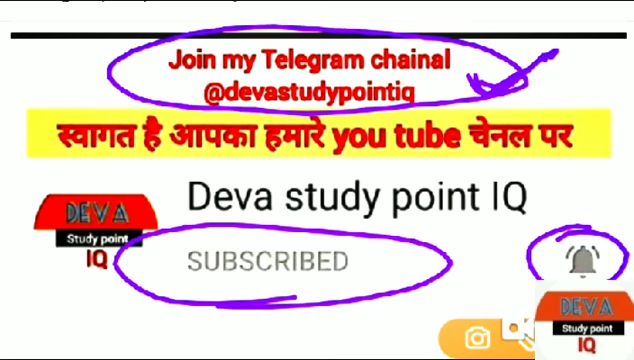 Join my Telegram chainal
@devastudypointiq
स्वागत है आपका हमारे you tube चेनल पर
Deva study point IQ
DEVA
Study point
IQ
SUBSCRIBED
DEVA
Study point
IQ